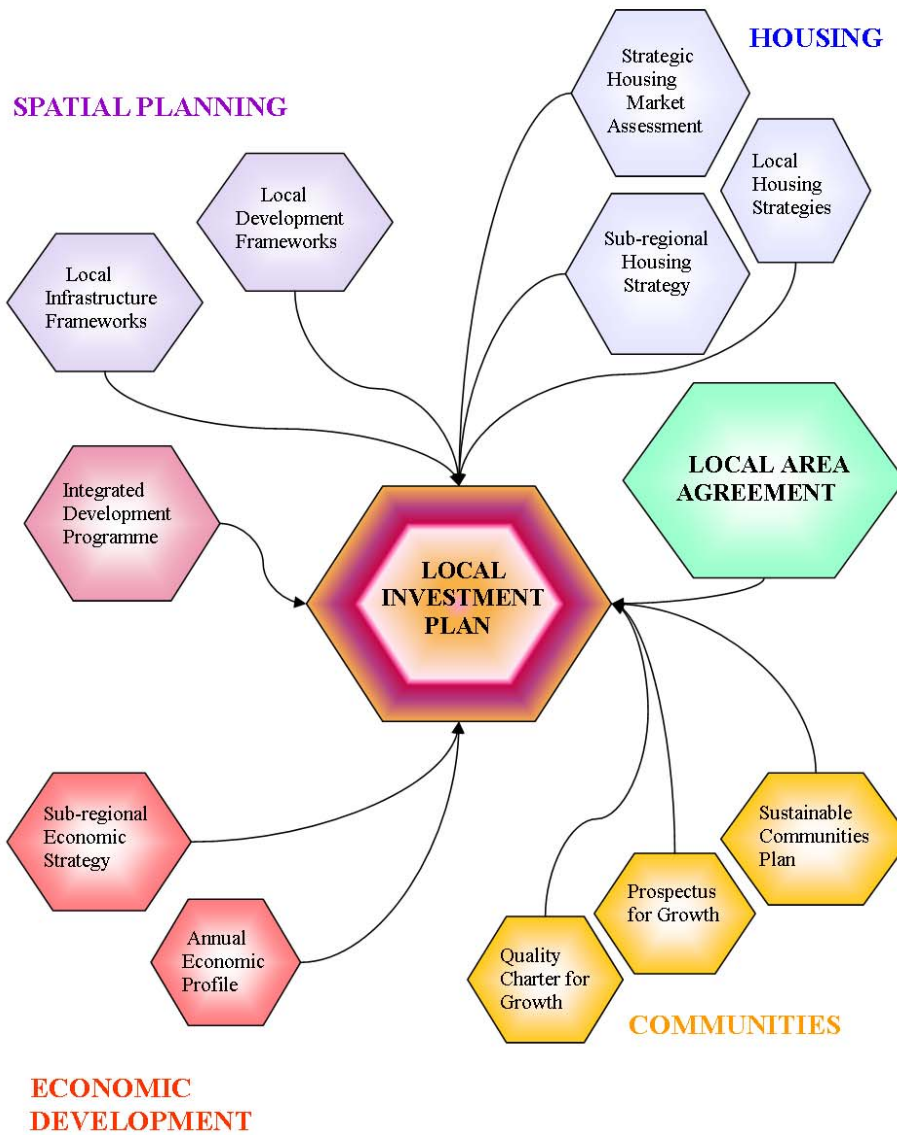 HOUSING
Strategic
Housing
Market
Assessment
SPATIAL PLANNING
Local
Housing
Strategies
Local
Development
Frameworks
Sub-regional
Housing
Strategy
Local
Infrastructure
Frameworks
LOCAL AREA
AGREEMENT
Integrated
Development
Programme
LOCAL
INVESTMENT
PLAN
Sub-regional
Economic
Strategy
Sustainable
Communities
Plan
Prospectus
for Growth
Annual
Economic
Profile
Quality
Charter for
Growth
COMMUNITIES
ECONOMIC
DEVELOPMENT